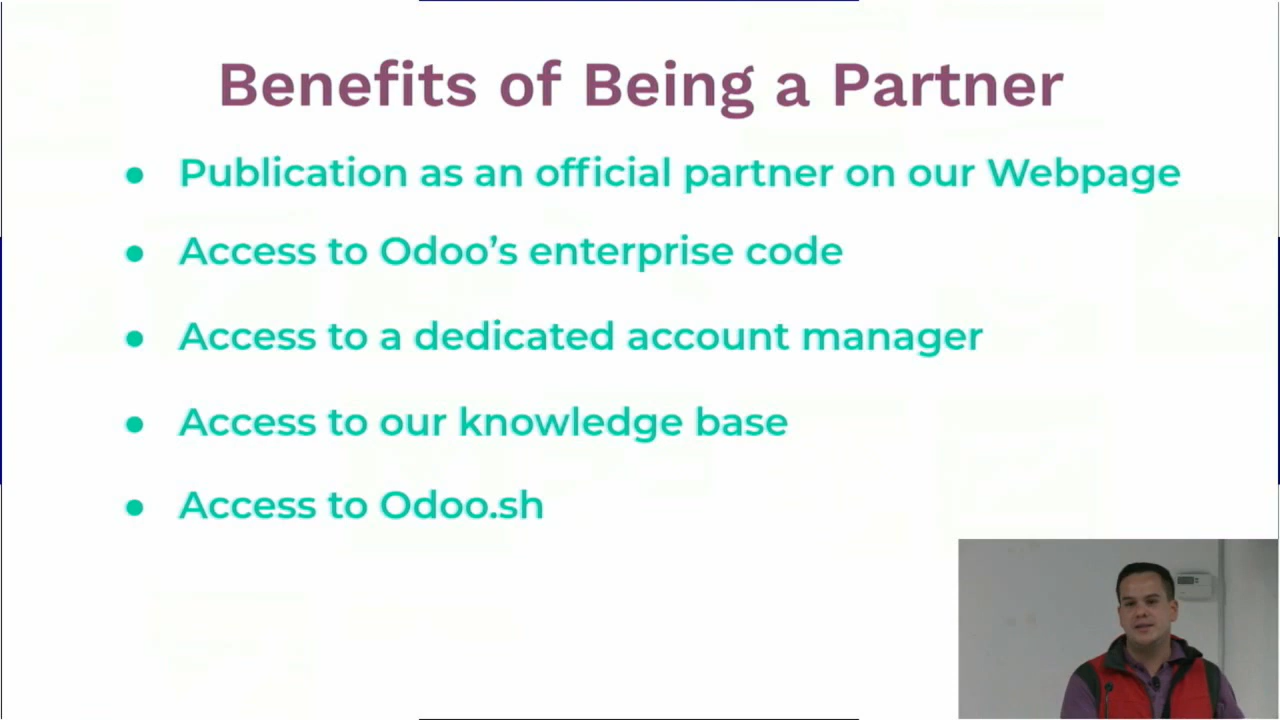 Benefits of Being a Partner
● Publication as an official partner on our Webpage
● Access to Odoo’s enterprise code
● Access to a dedicated account manager
● Access to our knowledge base
● Access to Odoo.sh